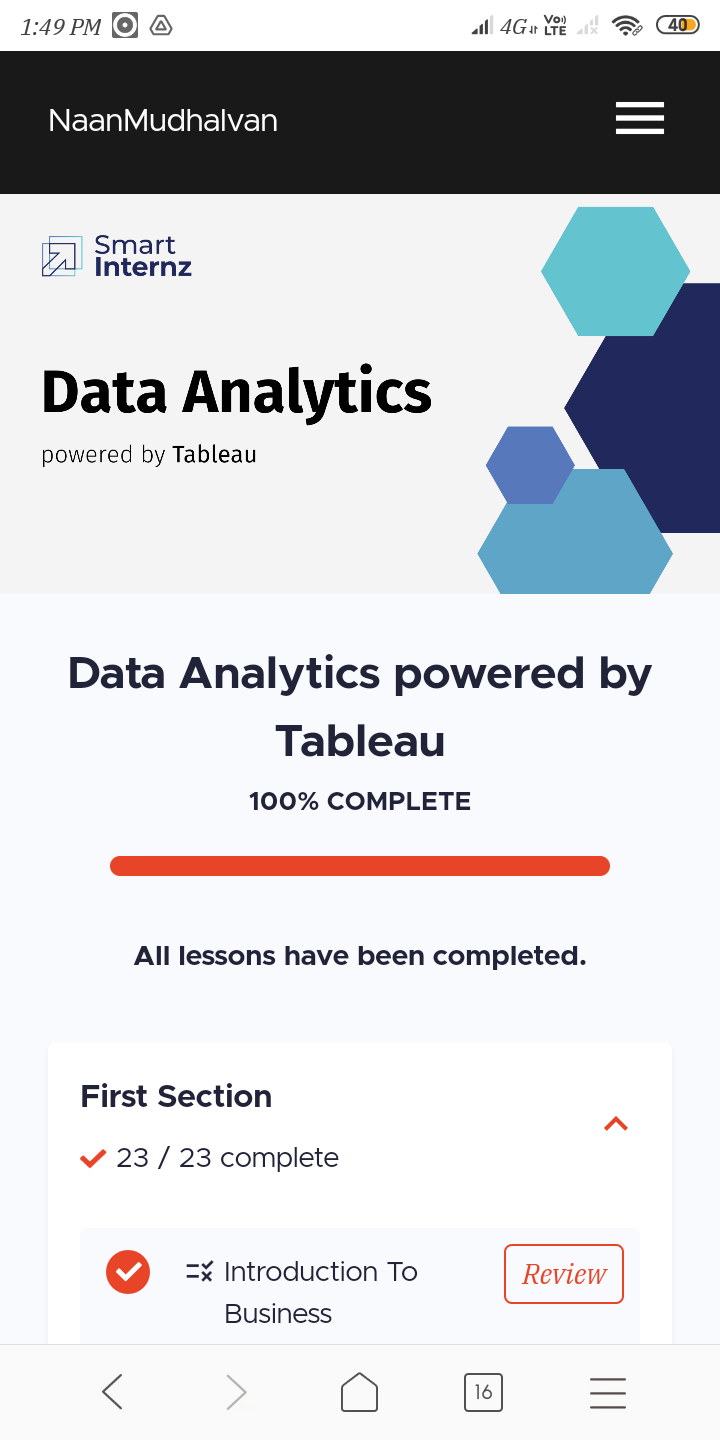 1:49 PM 4G Vo) LTE 40
NaanMudhalvan
Smart
Internz
Data Analytics
powered by Tableau
Data Analytics powered by
Tableau
100% COMPLETE
All lessons have been completed.
First Section
23 / 23 complete
Introduction To
Business
Review
16